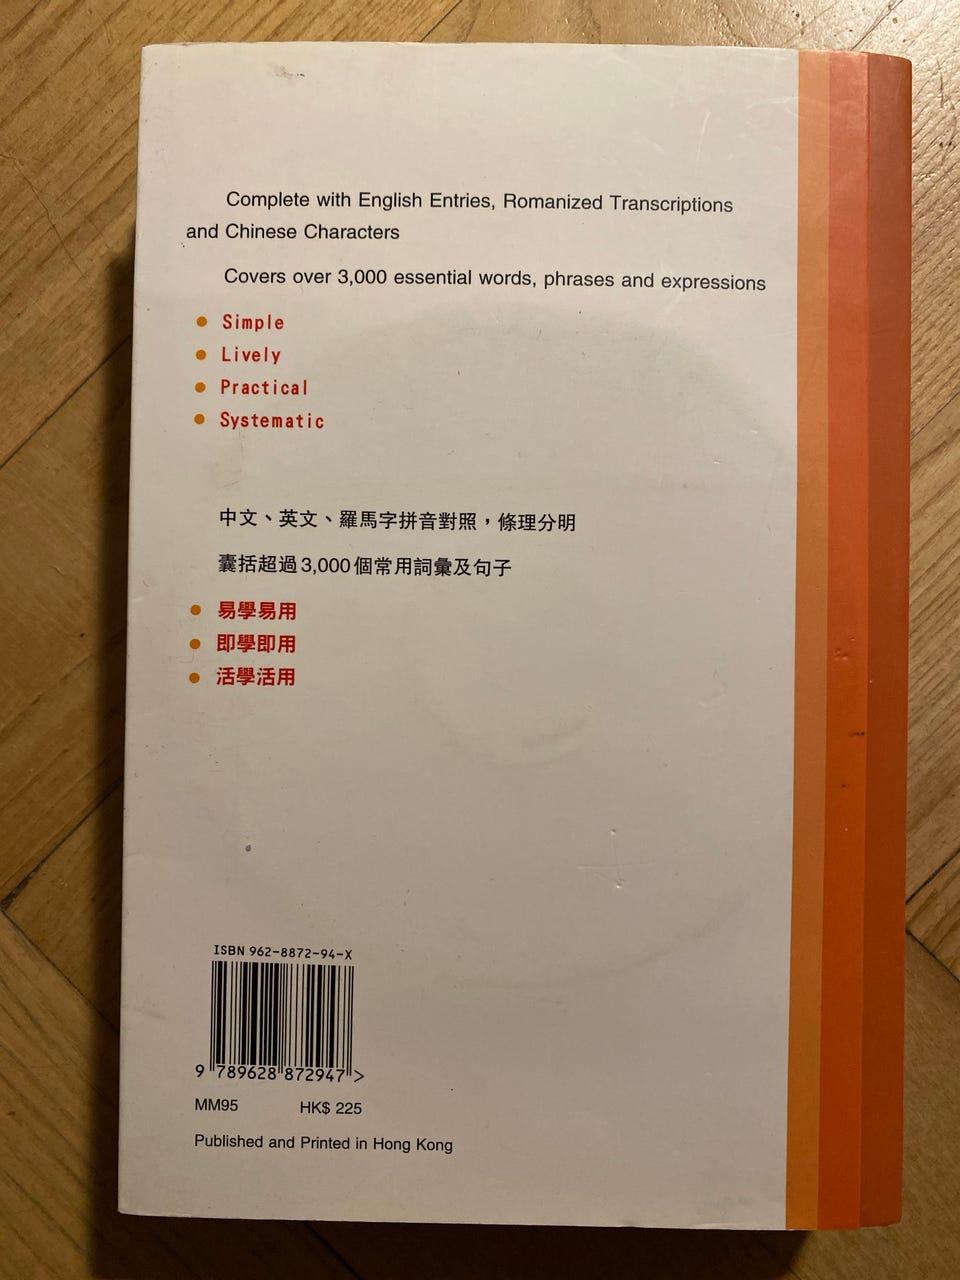 Complete with English Entries, Romanized Transcriptions
and Chinese Characters
Covers over 3,000 essential words, phrases and expressions
● Simple
● Lively
● Practical
● Systematic
中文、英文、羅馬字拼音對照，條理分明
囊括超過3,000個常用詞彙及句子
● 易學易用
● 即學即用
● 活學活用
ISBN 962-8872-94-X
9 789628 872947 >
MM95 HK$ 225
Published and Printed in Hong Kong